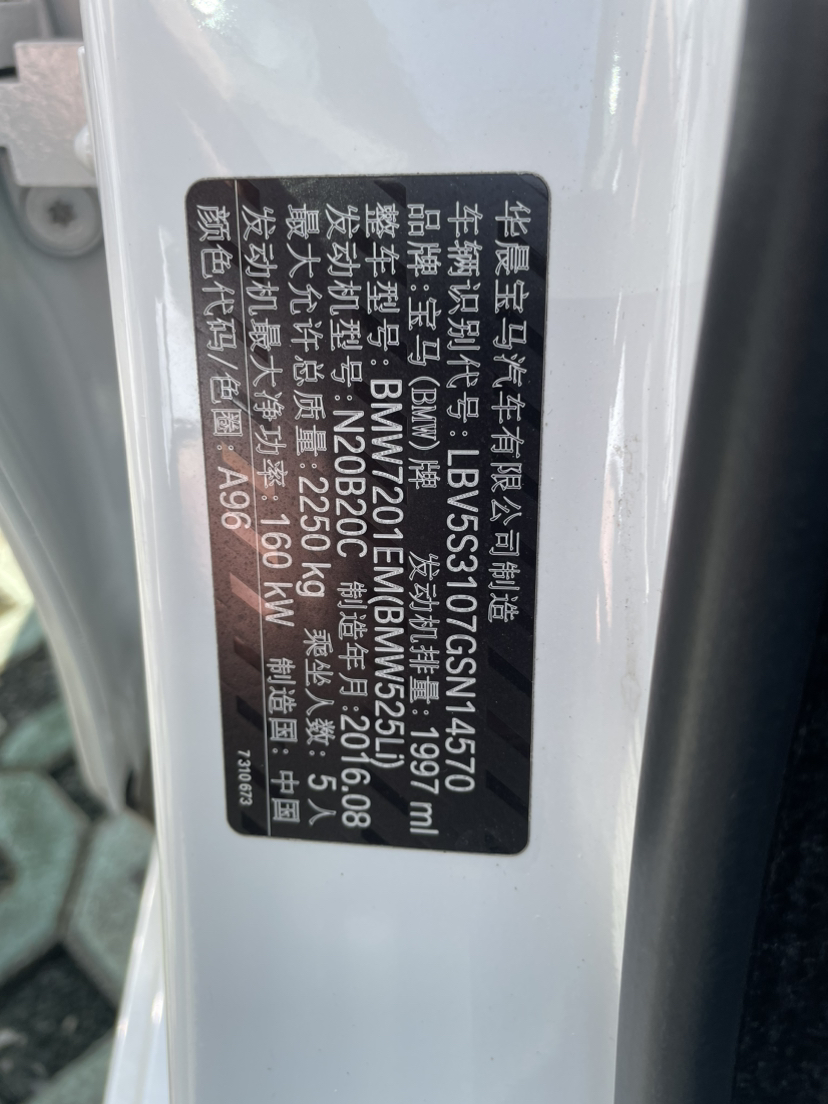 华晨宝马汽车有限公司制造
车辆识别代号:LBV5S3107GSN14570
品牌:宝马(BMW)牌 发动机排量:1997 ml
整车型号:BMW7201EM(BMW525Li)
发动机型号:N20B20C 制造年月:2016.08
最大允许总质量:2250 kg 乘坐人数:5人
发动机最大净功率:160 kW 制造国:中国
颜色代码/色圈:A96 7310673